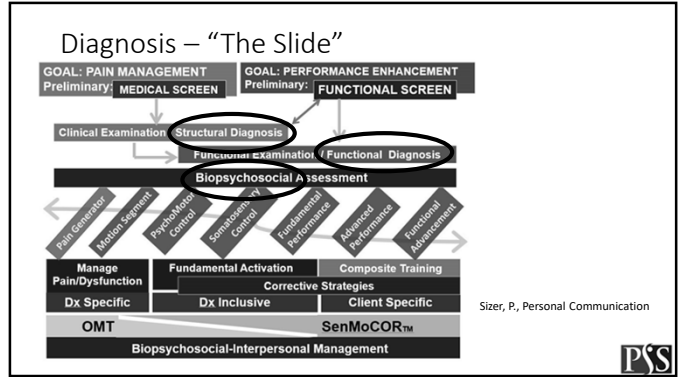 Diagnosis – “The Slide”
GOAL: PAIN MANAGEMENT
Preliminary: MEDICAL SCREEN
GOAL: PERFORMANCE ENHANCEMENT
Preliminary: FUNCTIONAL SCREEN
Clinical Examination Structural Diagnosis
Functional Examination / Functional Diagnosis
Biopsychosocial Assessment
Pain Generator
Motion Segment
PsychoMotor Control
Somatosensory Control
Fundamental Performance
Advanced Performance
Functional Advancement
Manage Pain/Dysfunction
Fundamental Activation
Composite Training
Corrective Strategies
Dx Specific
Dx Inclusive
Client Specific
Sizer, P., Personal Communication
OMT
SenMoCOR™
Biopsychosocial-Interpersonal Management
PSS